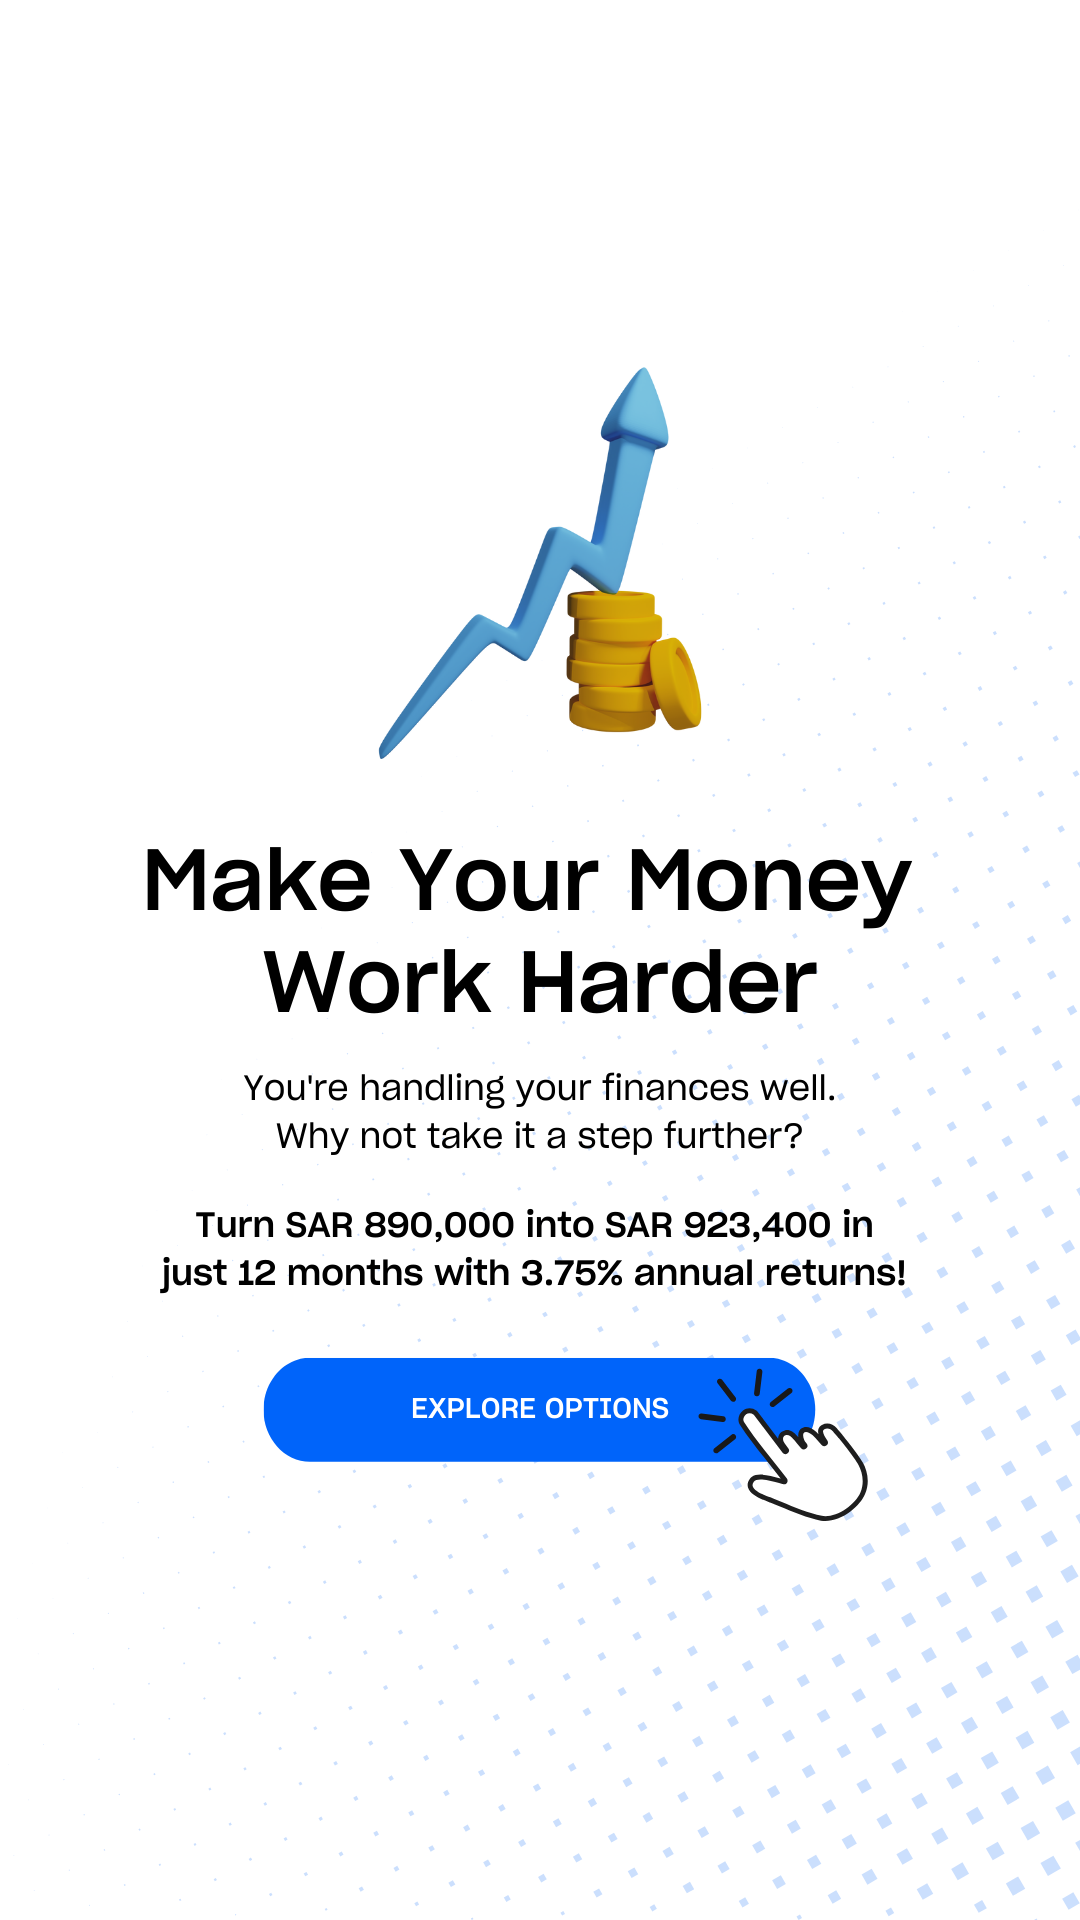 Make Your Money
Work Harder
You're handling your finances well.
Why not take it a step further?
Turn SAR 890,000 into SAR 923,400 in
just 12 months with 3.75% annual returns!
EXPLORE OPTIONS